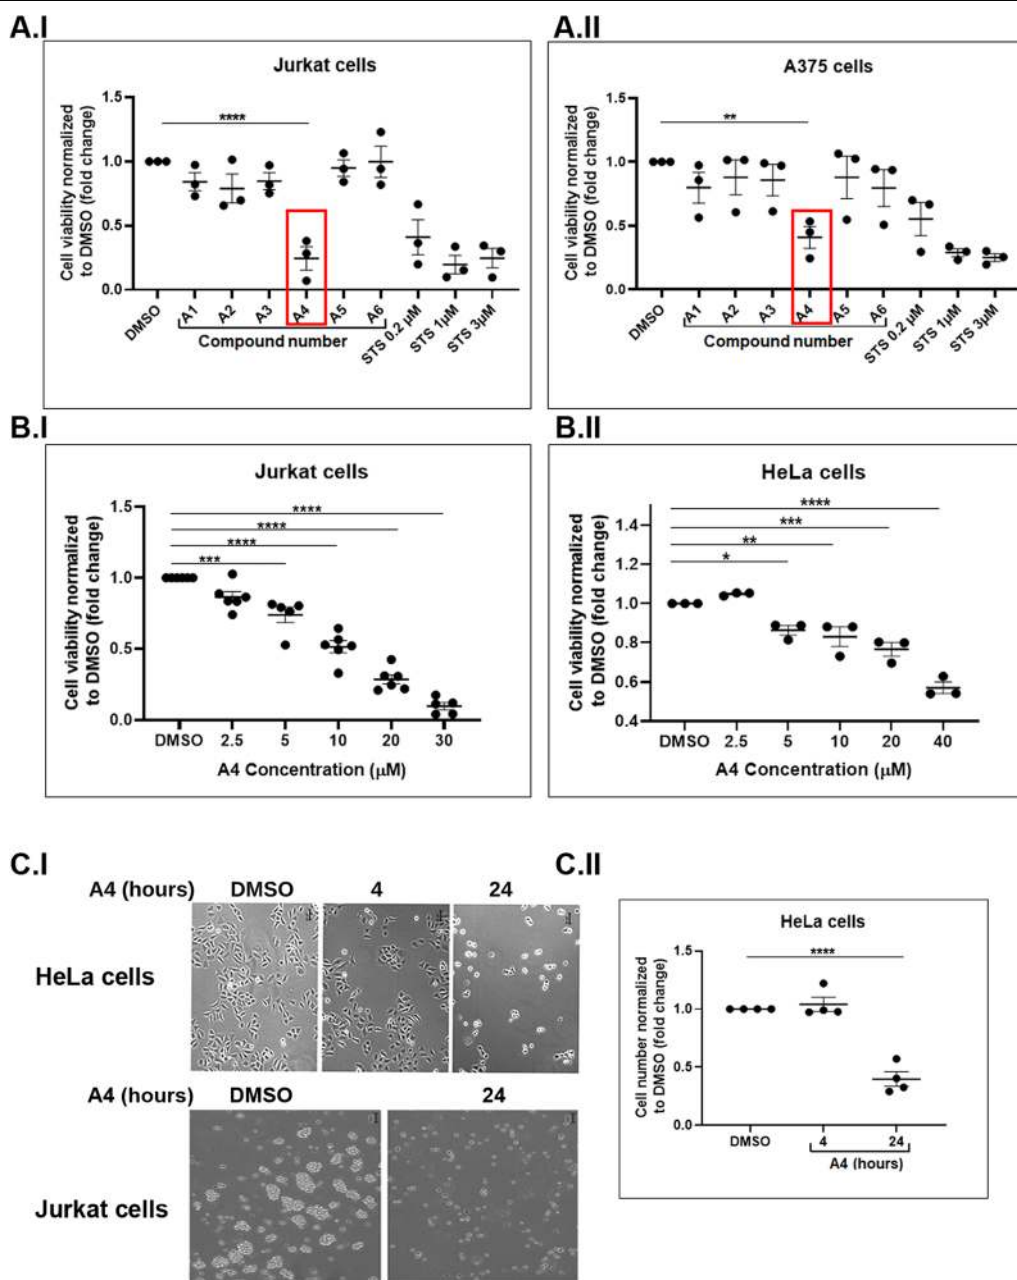 A.I
Jurkat cells
Cell viability normalized
to DMSO (fold change)
1.5
1.0
0.5
0.0
****
DMSO
A1
A2
A3
A4
A5
A6
STS 0.2 µM
STS 1µM
STS 3µM
Compound number
A.II
A375 cells
Cell viability normalized
to DMSO (fold change)
1.5
1.0
0.5
0.0
**
DMSO
A1
A2
A3
A4
A5
A6
STS 0.2 µM
STS 1µM
STS 3µM
Compound number
B.I
Jurkat cells
Cell viability normalized
to DMSO (fold change)
1.5
1.0
0.5
0.0
****
****
****
***
DMSO 2.5 5 10 20 30
A4 Concentration (µM)
B.II
HeLa cells
Cell viability normalized
to DMSO (fold change)
1.4
1.2
1.0
0.8
0.6
0.4
****
***
**
*
DMSO 2.5 5 10 20 40
A4 Concentration (µM)
C.I
A4 (hours) DMSO 4 24
HeLa cells
A4 (hours) DMSO 24
Jurkat cells
C.II
HeLa cells
Cell number normalized
to DMSO (fold change)
1.5
1.0
0.5
0.0
****
DMSO 4 24
A4 (hours)